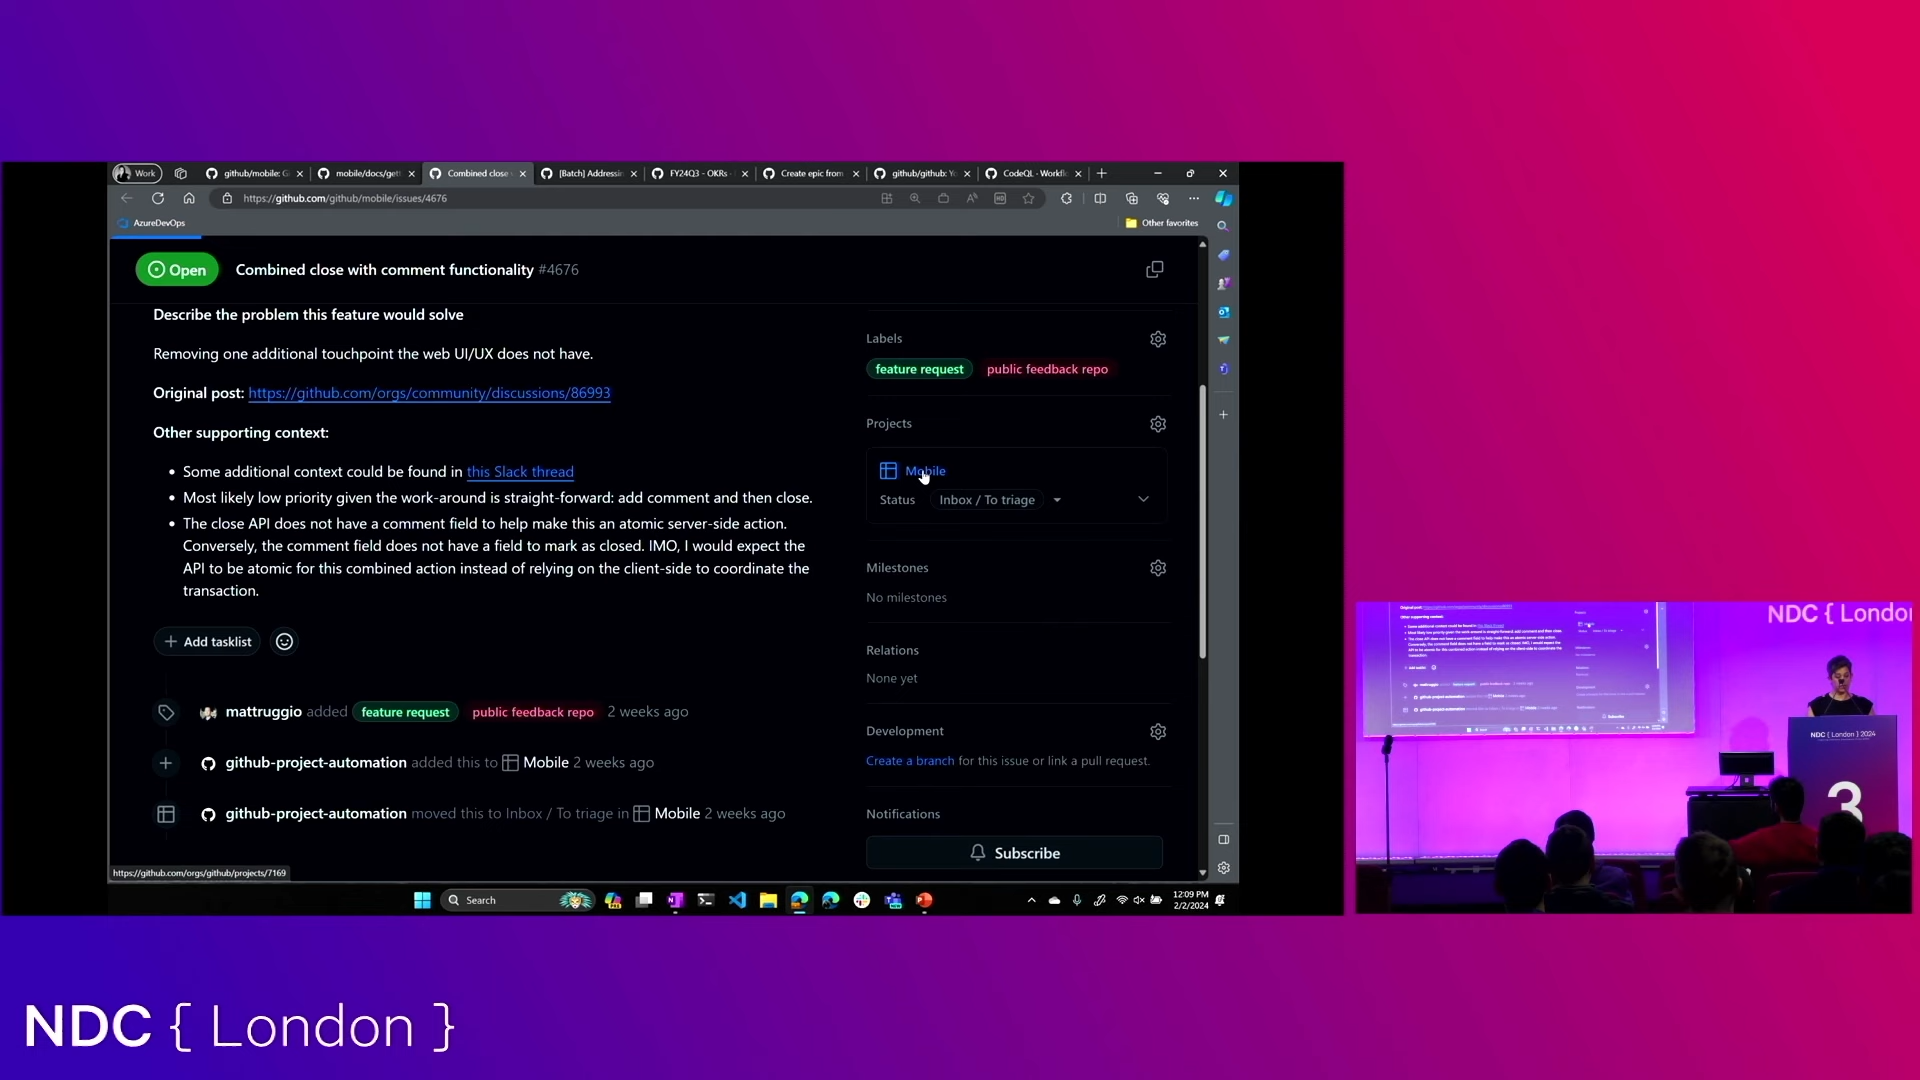 Work
github/mobile: G
mobile/docs/get
Combined close
[Batch] Addressin
FY24Q3 - OKRs -
Create epic from
github/github: Yo
CodeQL · Workfl
https://github.com/github/mobile/issues/4676
AzureDevOps
Other favorites
Open
Combined close with comment functionality #4676
Describe the problem this feature would solve
Removing one additional touchpoint the web UI/UX does not have.
Original post: https://github.com/orgs/community/discussions/86993
Other supporting context:
Some additional context could be found in this Slack thread
Most likely low priority given the work-around is straight-forward: add comment and then close.
The close API does not have a comment field to help make this an atomic server-side action.
Conversely, the comment field does not have a field to mark as closed. IMO, I would expect the
API to be atomic for this combined action instead of relying on the client-side to coordinate the
transaction.
Add tasklist
mattruggio added feature request public feedback repo 2 weeks ago
github-project-automation added this to Mobile 2 weeks ago
github-project-automation moved this to Inbox / To triage in Mobile 2 weeks ago
Labels
feature request public feedback repo
Projects
Mobile
Status Inbox / To triage
Milestones
No milestones
Relations
None yet
Development
Create a branch for this issue or link a pull request.
Notifications
Subscribe
https://github.com/orgs/github/projects/7169
Search
12:09 PM
2/2/2024
NDC { Londo
NDC { London } 2024
3
NDC { London }